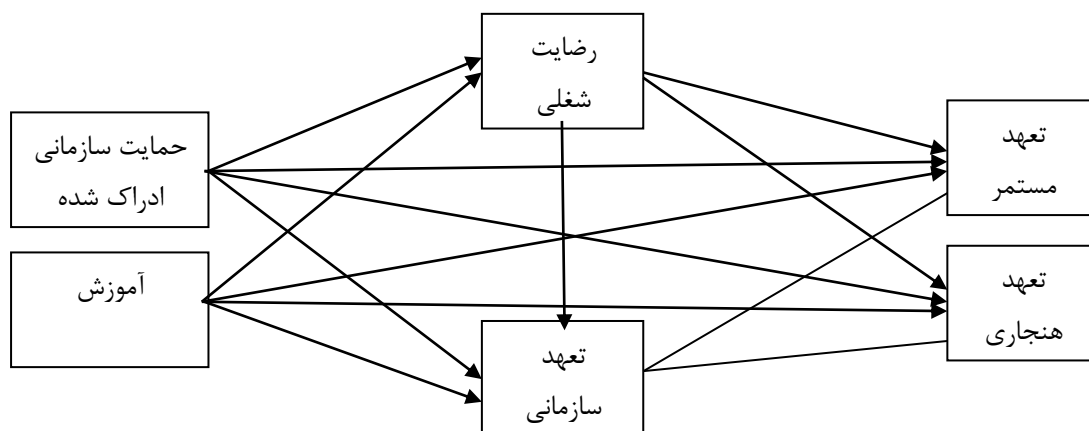 رضایت
شغلی
حمایت سازمانی
ادراک شده
تعهد
مستمر
آموزش
تعهد
هنجاری
تعهد
سازمانی